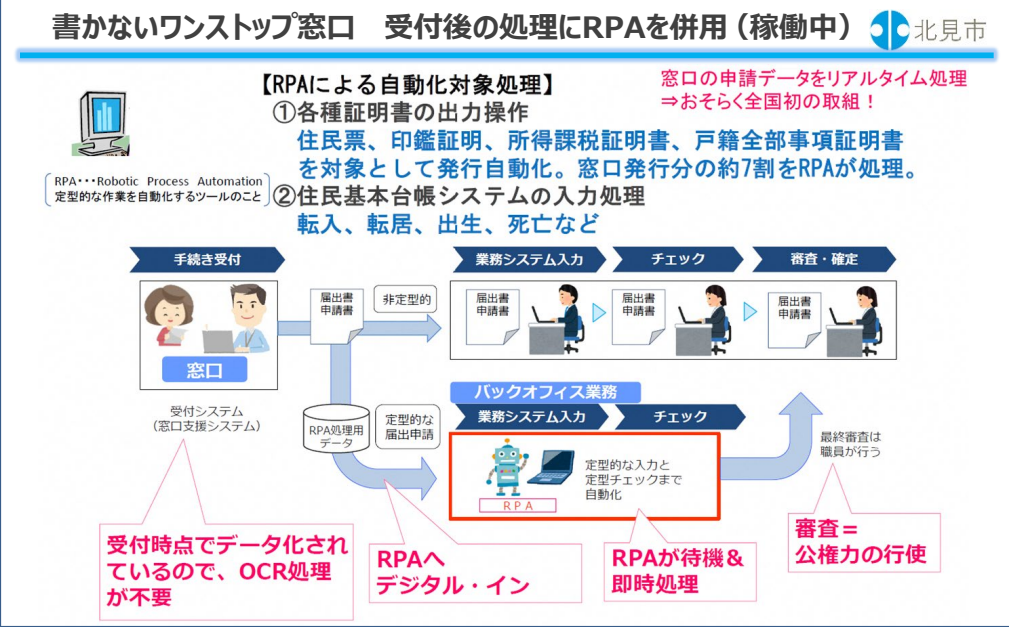 書かないワンストップ窓口　受付後の処理にRPAを併用（稼働中）
北見市
【RPAによる自動化対象処理】
①各種証明書の出力操作
住民票、印鑑証明、所得課税証明書、戸籍全部事項証明書
を対象として発行自動化。窓口発行分の約7割をRPAが処理。
②住民基本台帳システムの入力処理
転入、転居、出生、死亡など
窓口の申請データをリアルタイム処理
⇒おそらく全国初の取組！
RPA･･･Robotic Process Automation
定型的な作業を自動化するツールのこと
手続き受付
業務システム入力
チェック
審査・確定
窓口
届出書
申請書
非定型的
届出書
申請書
届出書
申請書
届出書
申請書
受付システム
（窓口支援システム）
RPA処理用
データ
定型的な
届出申請
バックオフィス業務
業務システム入力
チェック
RPA
定型的な入力と
定型チェックまで
自動化
最終審査は
職員が行う
受付時点でデータ化され
ているので、OCR処理
が不要
RPAへ
デジタル・イン
RPAが待機＆
即時処理
審査＝
公権力の行使